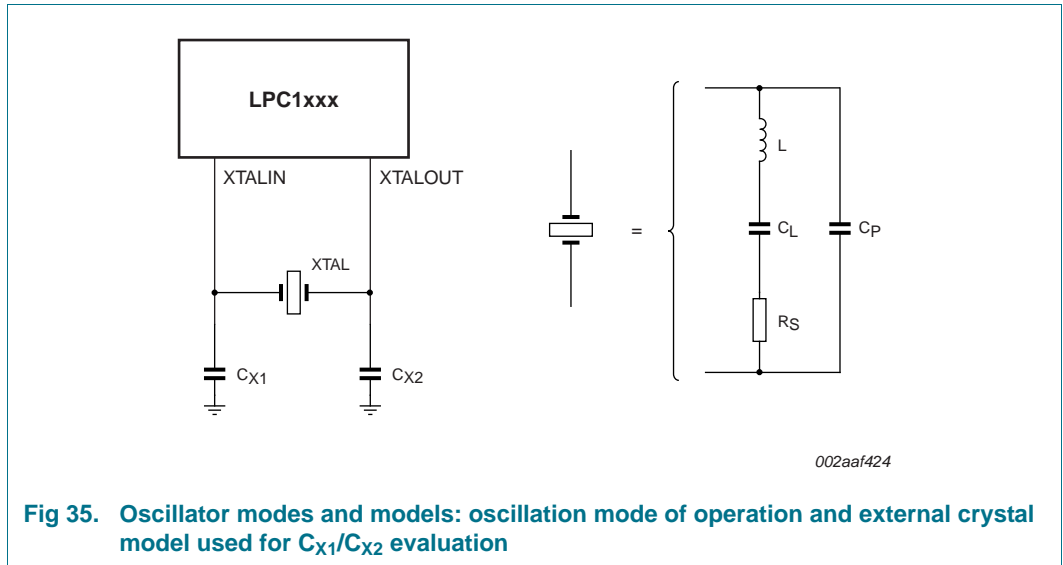 LPC1xxx
XTALIN
XTALOUT
XTAL
CX1
CX2
=
L
CL
CP
RS
002aaf424
Fig 35. Oscillator modes and models: oscillation mode of operation and external crystal
model used for CX1/CX2 evaluation